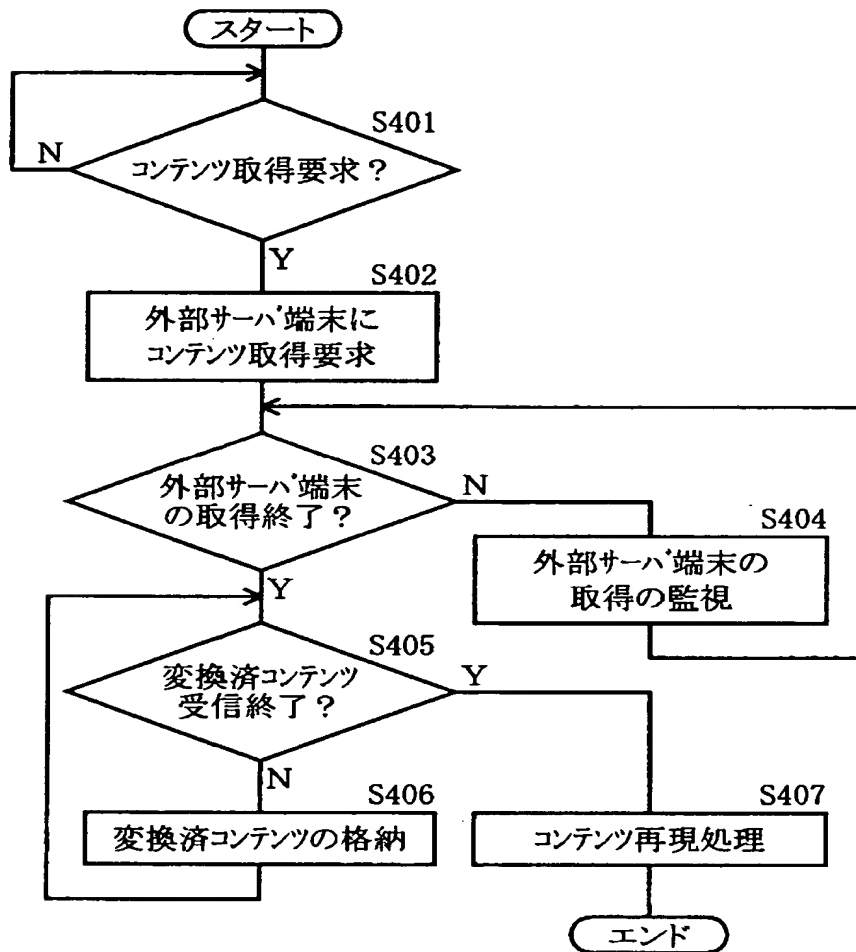 スタート
S401
N
コンテンツ取得要求?
Y
S402
外部サーバ端末に
コンテンツ取得要求
S403
外部サーバ端末
の取得終了?
N
S404
外部サーバ端末の
取得の監視
Y
S405
変換済コンテンツ
受信終了?
Y
N
S406
変換済コンテンツの格納
S407
コンテンツ再現処理
エンド